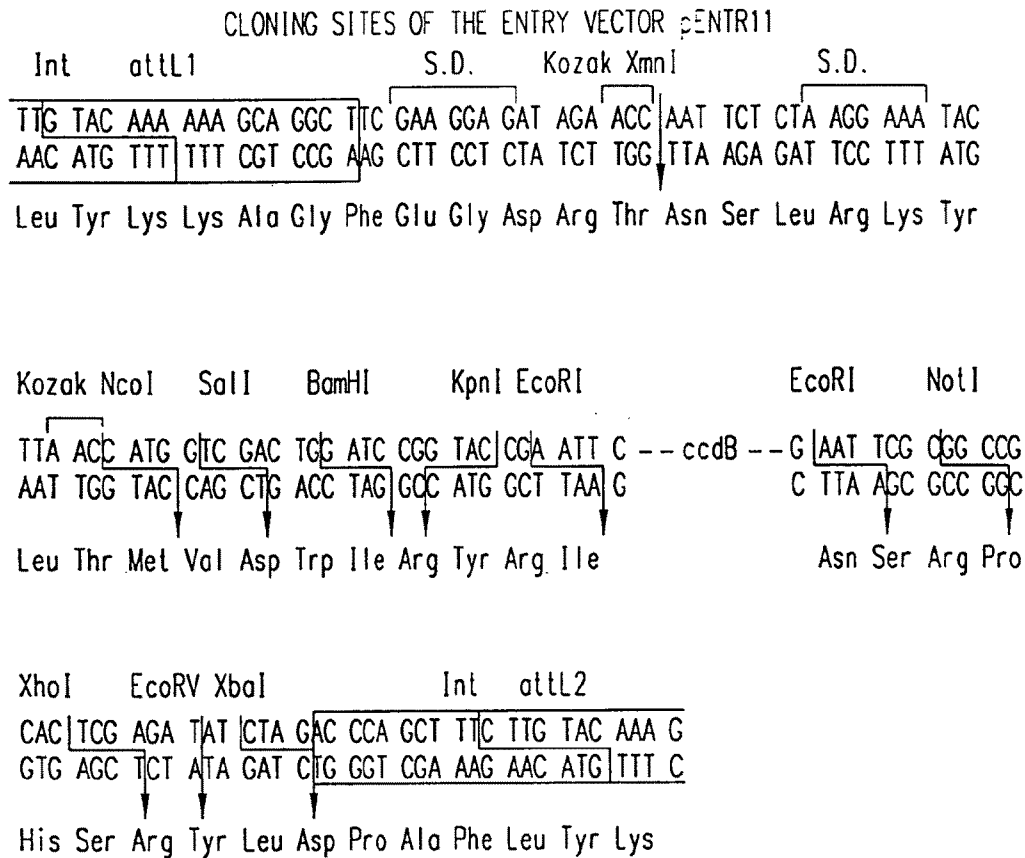 CLONING SITES OF THE ENTRY VECTOR pENTR11
Int attL1 S.D. Kozak XmnI S.D.
TTG TAC AAA AAA GCA GGC TTC GAA GGA GAT AGA ACC AAT TCT CTA AGG AAA TAC
AAC ATG TTT TTT CGT CCG AAG CTT CCT CTA TCT TGG TTA AGA GAT TCC TTT ATG
Leu Tyr Lys Lys Ala Gly Phe Glu Gly Asp Arg Thr Asn Ser Leu Arg Lys Tyr
Kozak NcoI SalI BamHI KpnI EcoRI EcoRI NotI
TTA ACC ATG GTC GAC TGG ATC CGG TAC CGA ATT C -- ccdB -- G AAT TCG CGG CCG
AAT TGG TAC CAG CTG ACC TAG GCC ATG GCT TAA G C TTA AGC GCC GGC
Leu Thr Met Val Asp Trp Ile Arg Tyr Arg Ile Asn Ser Arg Pro
XhoI EcoRV XbaI Int attL2
CAC TCG AGA TAT CTA GAC CCA GCT TTC TTG TAC AAA G
GTG AGC TCT ATA GAT CTG GGT CGA AAG AAC ATG TTT C
His Ser Arg Tyr Leu Asp Pro Ala Phe Leu Tyr Lys